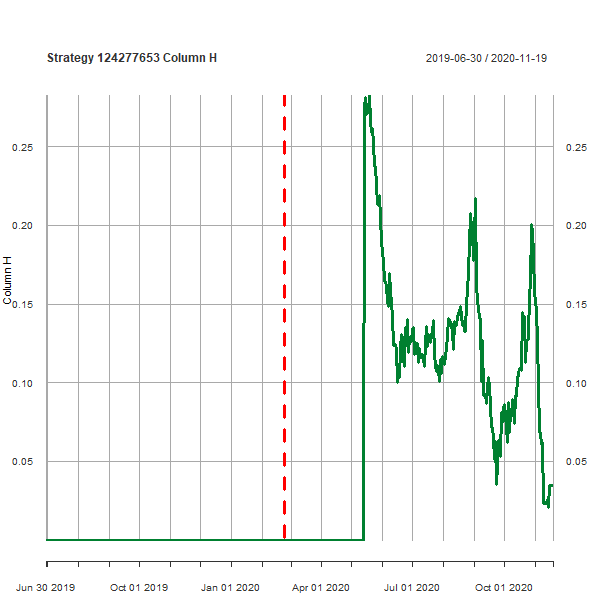 Strategy 124277653 Column H
2019-06-30 / 2020-11-19
Column H
0.25
0.20
0.15
0.10
0.05
0.25
0.20
0.15
0.10
0.05
Jun 30 2019
Oct 01 2019
Jan 01 2020
Apr 01 2020
Jul 01 2020
Oct 01 2020